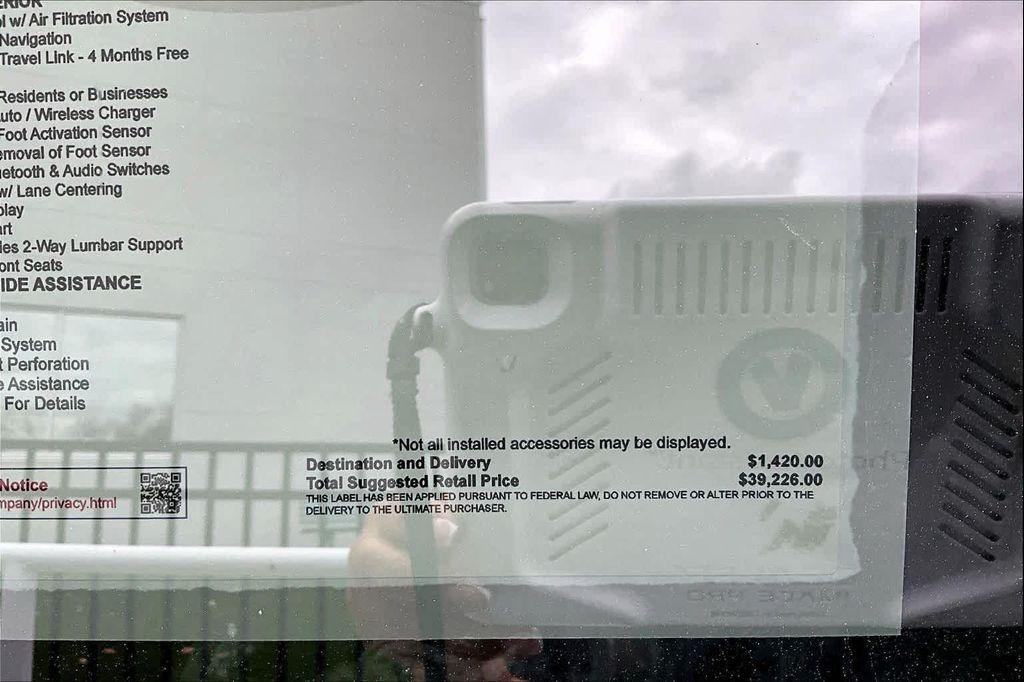 w/ Air Filtration System
Navigation
Travel Link - 4 Months Free
Residents or Businesses
uto / Wireless Charger
Foot Activation Sensor
emoval of Foot Sensor
etooth & Audio Switches
w/ Lane Centering
play
art
ies 2-Way Lumbar Support
ont Seats
IDE ASSISTANCE
ain
System
t Perforation
e Assistance
For Details
*Not all installed accessories may be displayed.
Destination and Delivery $1,420.00
Total Suggested Retail Price $39,226.00
THIS LABEL HAS BEEN APPLIED PURSUANT TO FEDERAL LAW, DO NOT REMOVE OR ALTER PRIOR TO THE
DELIVERY TO THE ULTIMATE PURCHASER.
Notice
mpany/privacy.html